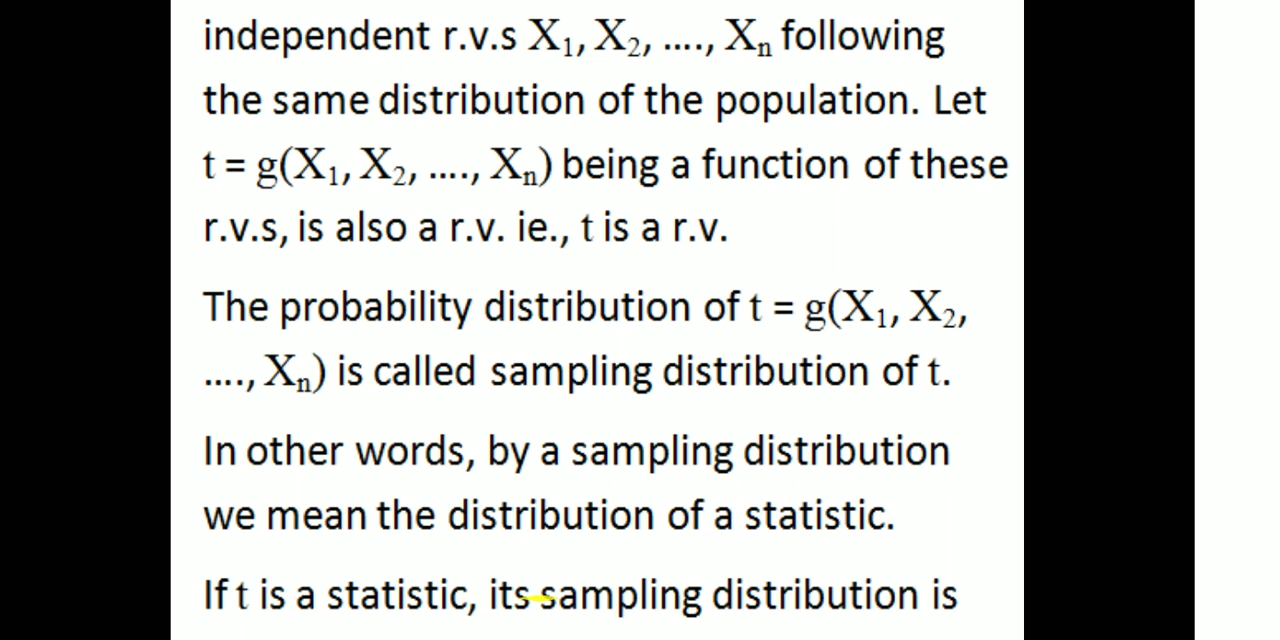 independent r.v.s X₁, X₂, ...., Xₙ following
the same distribution of the population. Let
t = g(X₁, X₂, ...., Xₙ) being a function of these
r.v.s, is also a r.v. ie., t is a r.v.
The probability distribution of t = g(X₁, X₂,
...., Xₙ) is called sampling distribution of t.
In other words, by a sampling distribution
we mean the distribution of a statistic.
If t is a statistic, its sampling distribution is